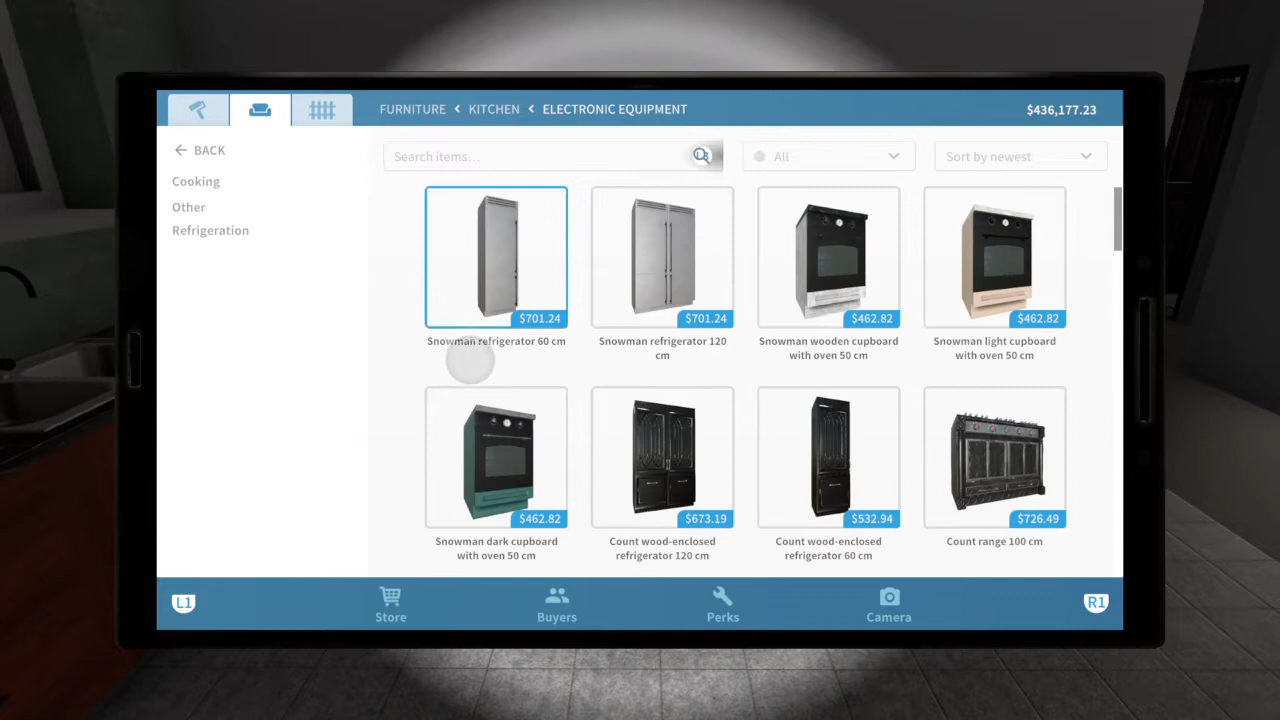 FURNITURE < KITCHEN < ELECTRONIC EQUIPMENT
$436,177.23
BACK
Search items...
All
Sort by newest
Cooking
Other
Refrigeration
$701.24
$701.24
$462.82
$462.82
Snowman refrigerator 60 cm
Snowman refrigerator 120
cm
Snowman wooden cupboard
with oven 50 cm
Snowman light cupboard
with oven 50 cm
$462.82
$673.19
$532.94
$726.49
Snowman dark cupboard
with oven 50 cm
Count wood-enclosed
refrigerator 120 cm
Count wood-enclosed
refrigerator 60 cm
Count range 100 cm
L1
Store
Buyers
Perks
Camera
R1